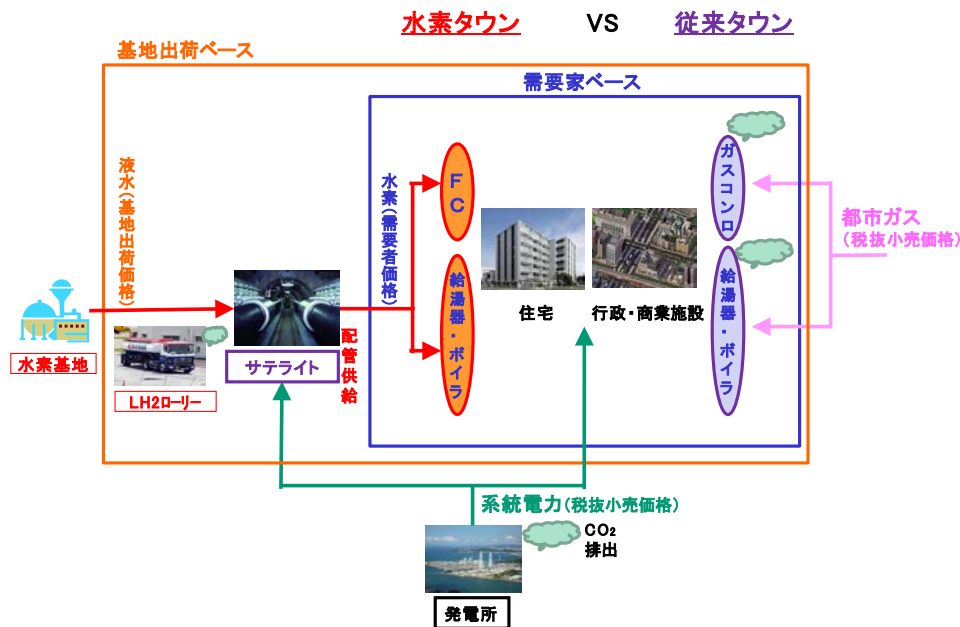 水素タウン VS 従来タウン
基地出荷ベース
需要家ベース
液水(基地出荷価格)
水素(需要者価格)
FC
ガスコンロ
都市ガス
(税抜小売価格)
給湯器・ボイラ
給湯器・ボイラ
住宅
行政・商業施設
配管供給
水素基地
サテライト
LH2ローリー
系統電力(税抜小売価格)
CO₂
排出
発電所